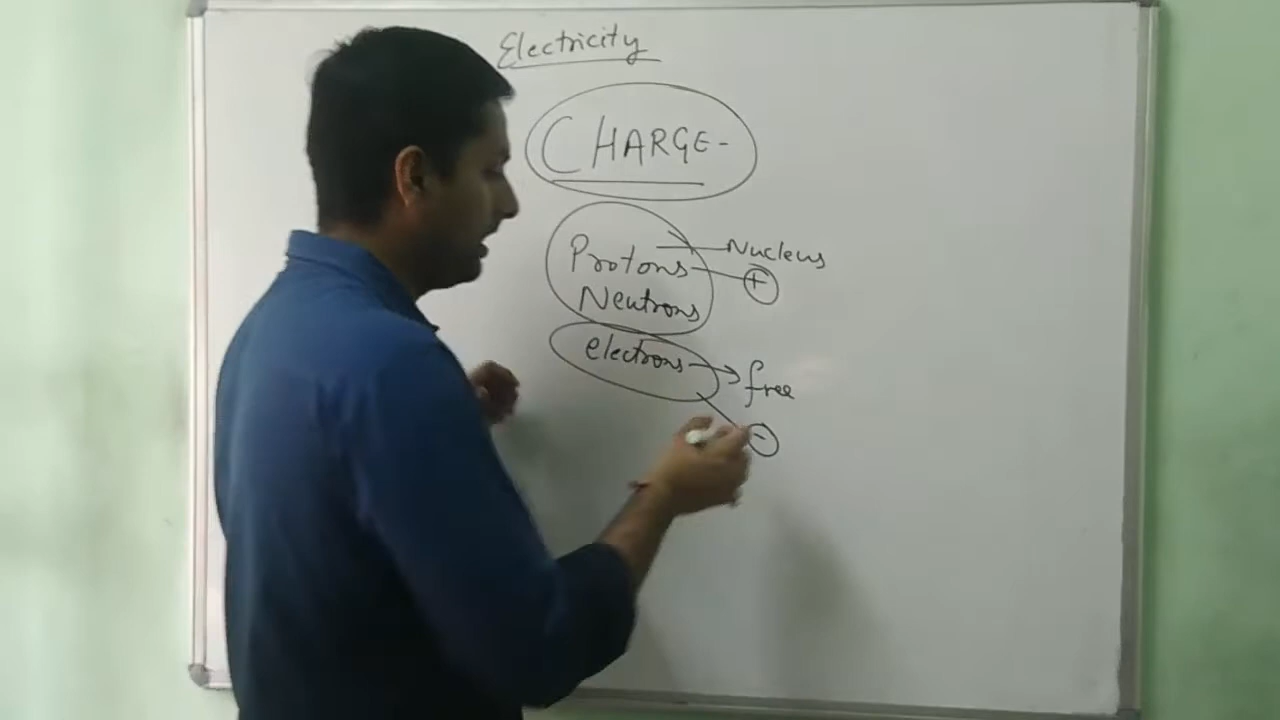 Electricity
CHARGE-
Protons Nucleus
+
Neutrons
electrons free
-